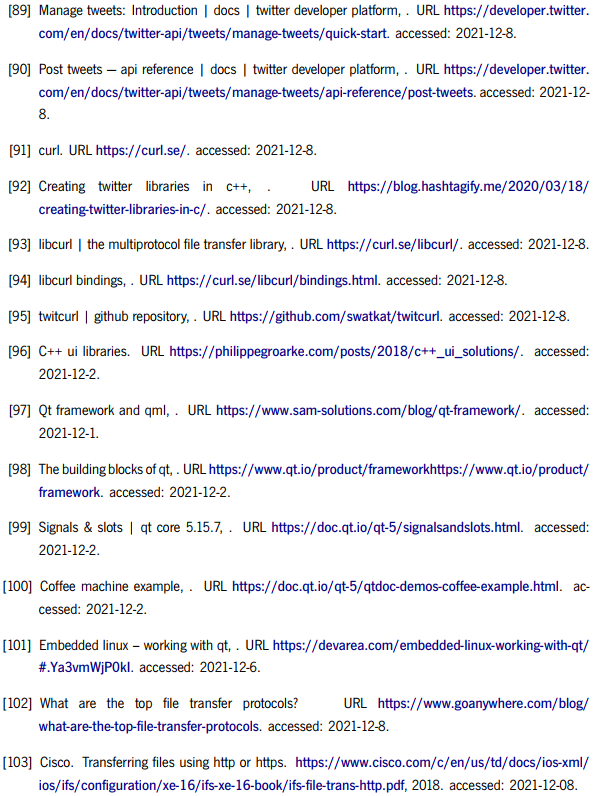 [89] Manage tweets: Introduction | docs | twitter developer platform, . URL https://developer.twitter.
com/en/docs/twitter-api/tweets/manage-tweets/quick-start. accessed: 2021-12-8.
[90] Post tweets — api reference | docs | twitter developer platform, . URL https://developer.twitter.
com/en/docs/twitter-api/tweets/manage-tweets/api-reference/post-tweets. accessed: 2021-12-
8.
[91] curl. URL https://curl.se/. accessed: 2021-12-8.
[92] Creating twitter libraries in c++, . URL https://blog.hashtagify.me/2020/03/18/
creating-twitter-libraries-in-c/. accessed: 2021-12-8.
[93] libcurl | the multiprotocol file transfer library, . URL https://curl.se/libcurl/. accessed: 2021-12-8.
[94] libcurl bindings, . URL https://curl.se/libcurl/bindings.html. accessed: 2021-12-8.
[95] twitcurl | github repository, . URL https://github.com/swatkat/twitcurl. accessed: 2021-12-8.
[96] C++ ui libraries. URL https://philippegroarke.com/posts/2018/c++_ui_solutions/. accessed:
2021-12-2.
[97] Qt framework and qml, . URL https://www.sam-solutions.com/blog/qt-framework/. accessed:
2021-12-1.
[98] The building blocks of qt, . URL https://www.qt.io/product/frameworkhttps://www.qt.io/product/
framework. accessed: 2021-12-2.
[99] Signals & slots | qt core 5.15.7, . URL https://doc.qt.io/qt-5/signalsandslots.html. accessed:
2021-12-2.
[100] Coffee machine example, . URL https://doc.qt.io/qt-5/qtdoc-demos-coffee-example.html. ac-
cessed: 2021-12-2.
[101] Embedded linux – working with qt, . URL https://devarea.com/embedded-linux-working-with-qt/
#.Ya3vmWjP0kI. accessed: 2021-12-6.
[102] What are the top file transfer protocols? URL https://www.goanywhere.com/blog/
what-are-the-top-file-transfer-protocols. accessed: 2021-12-8.
[103] Cisco. Transferring files using http or https. https://www.cisco.com/c/en/us/td/docs/ios-xml/
ios/ifs/configuration/xe-16/ifs-xe-16-book/ifs-file-trans-http.pdf, 2018. accessed: 2021-12-08.